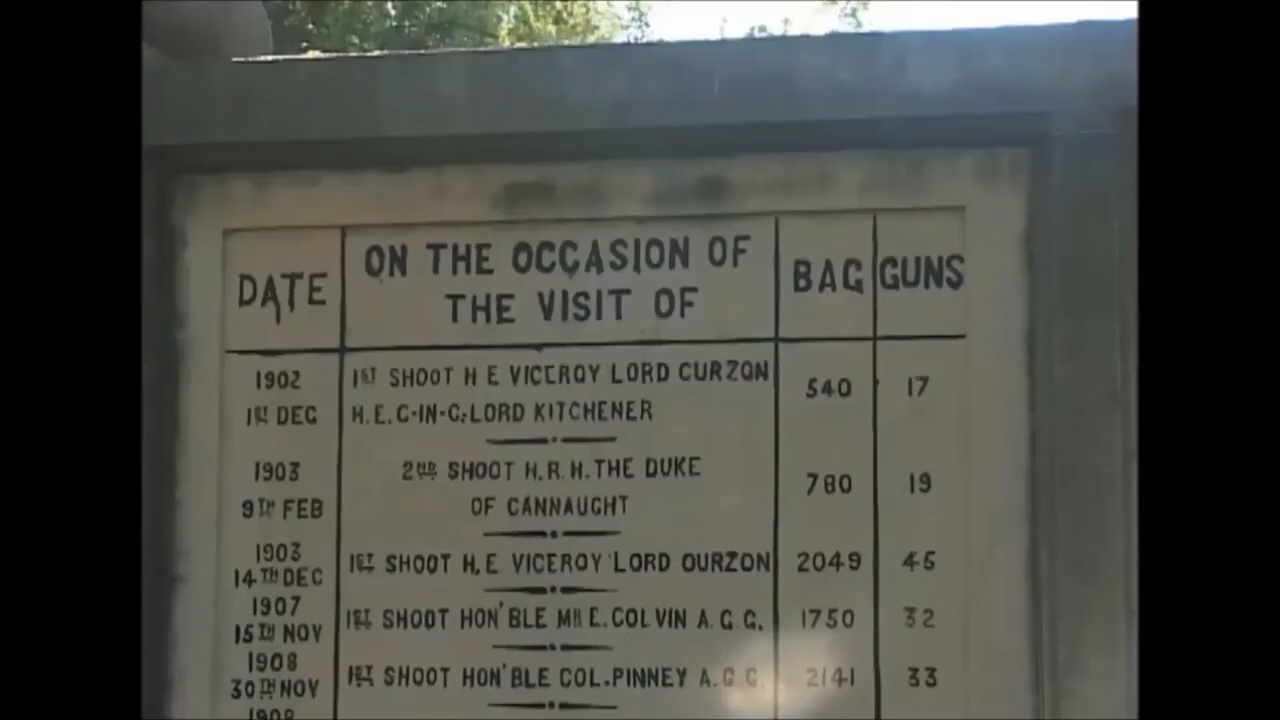 DATE ON THE OCCASION OF THE VISIT OF BAG GUNS
1902 1ST SHOOT H E VICEROY LORD CURZON 540 17
1ST DEC H.E.C-IN-C; LORD KITCHENER
1903 2ND SHOOT H.R.H. THE DUKE 780 19
9TH FEB OF CANNAUGHT
1903 1ST SHOOT H.E VICEROY LORD OURZON 2049 45
14TH DEC
1907 1ST SHOOT HON'BLE MR E. COLVIN A.G.G. 1750 32
15TH NOV
1908 1ST SHOOT HON'BLE COL.PINNEY A.G.G. 2141 33
30TH NOV